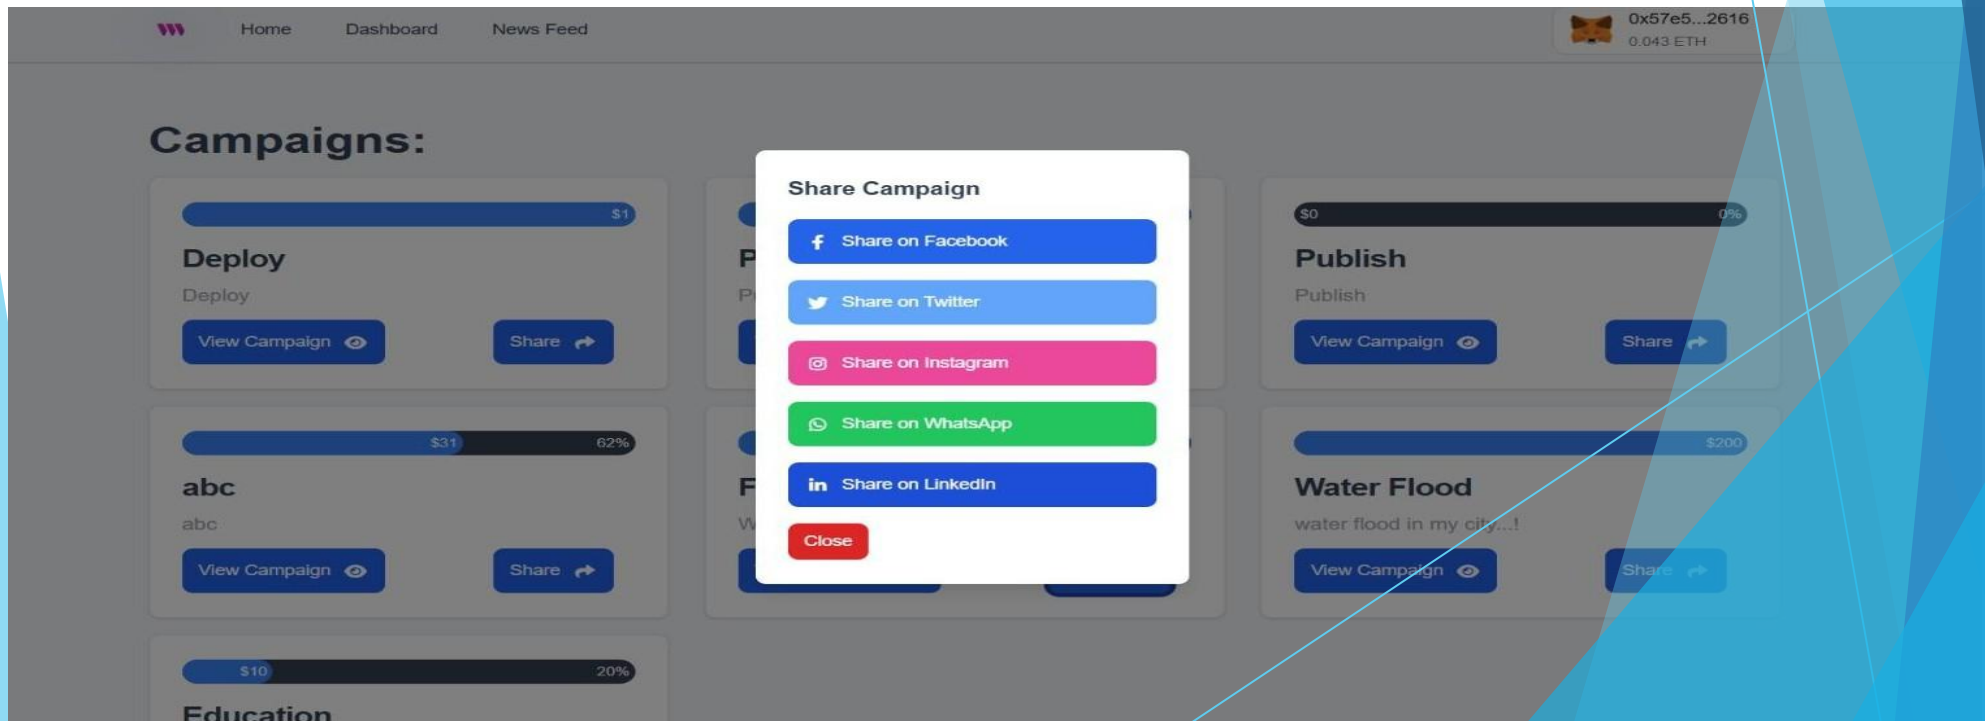 Home Dashboard News Feed
0x57e5...2616
0.043 ETH
Campaigns:
$1
Deploy
Deploy
View Campaign Share
$0 0%
Publish
Publish
View Campaign Share
$31 62%
abc
abc
View Campaign Share
$200
Water Flood
water flood in my city...!
View Campaign Share
$10 20%
Education
Share Campaign
Share on Facebook
Share on Twitter
Share on Instagram
Share on WhatsApp
in Share on LinkedIn
Close